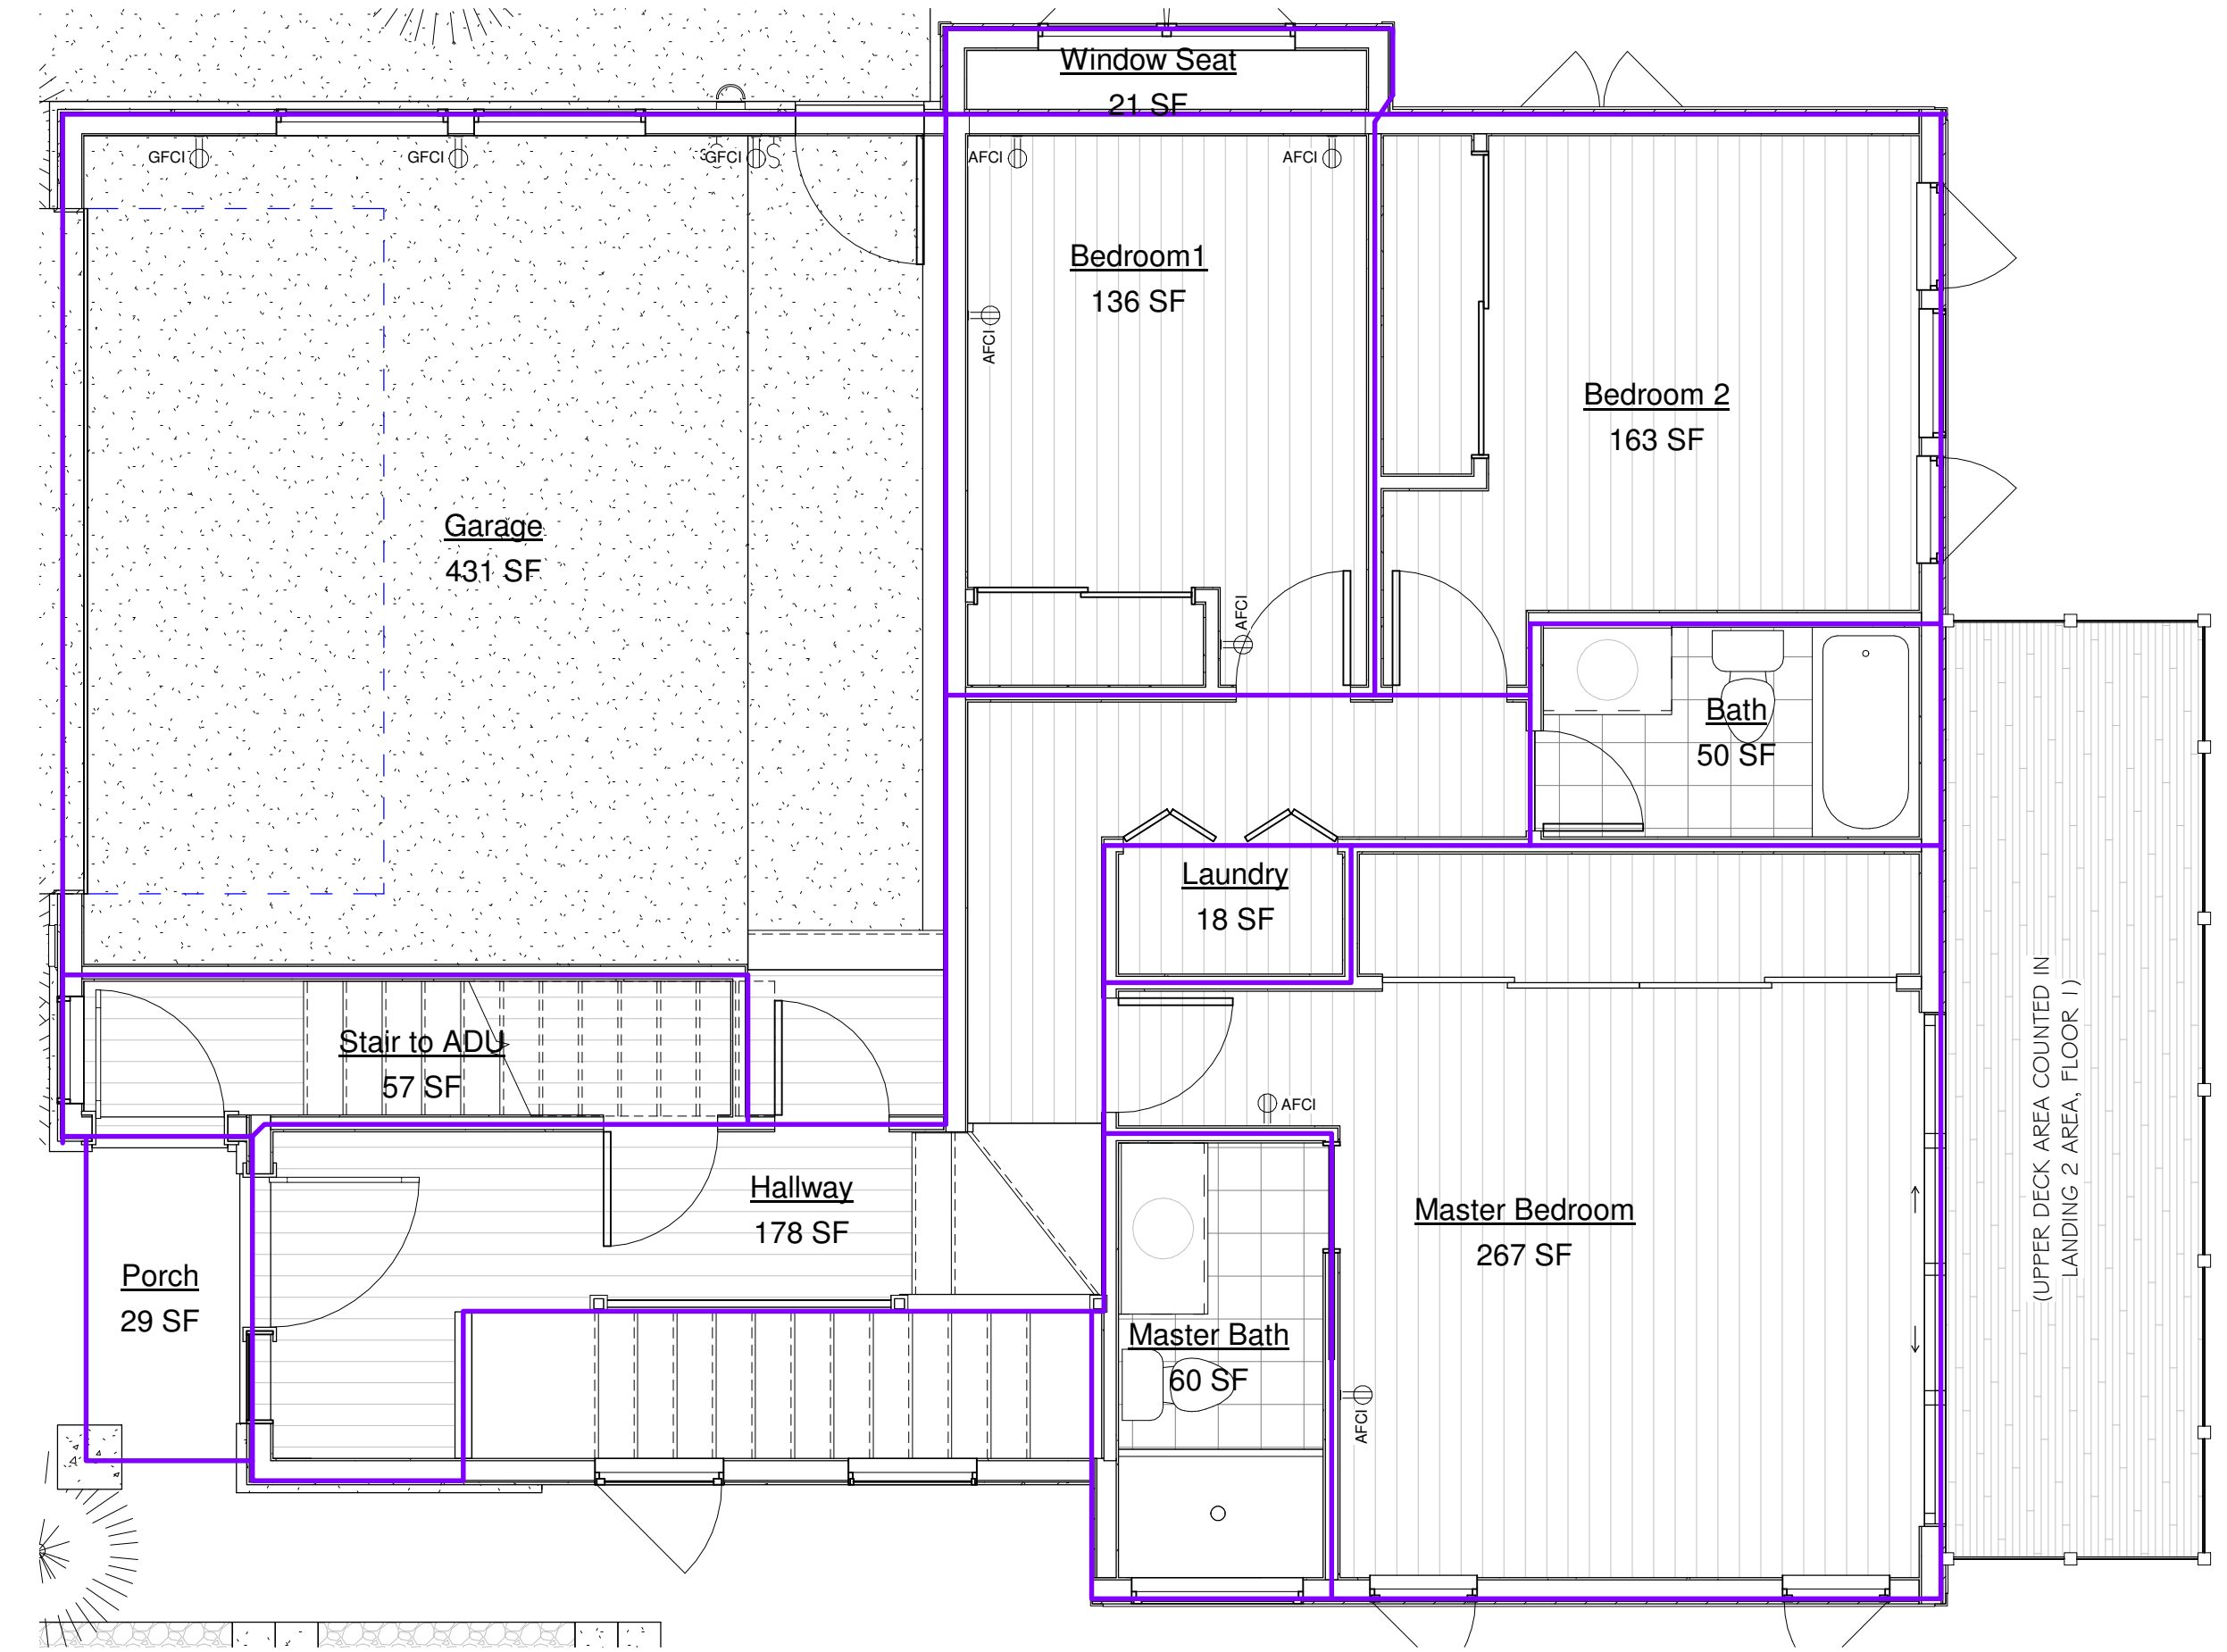 Window Seat
21 SF
GFCI
GFCI
GFCI
S
AFCI
AFCI
Bedroom1
136 SF
AFCI
Bedroom 2
163 SF
Garage
431 SF
AFCI
Bath
50 SF
Laundry
18 SF
Stair to ADU
57 SF
AFCI
(UPPER DECK AREA COUNTED IN
LANDING 2 AREA, FLOOR 1)
Hallway
178 SF
Master Bedroom
267 SF
Porch
29 SF
Master Bath
60 SF
AFCI